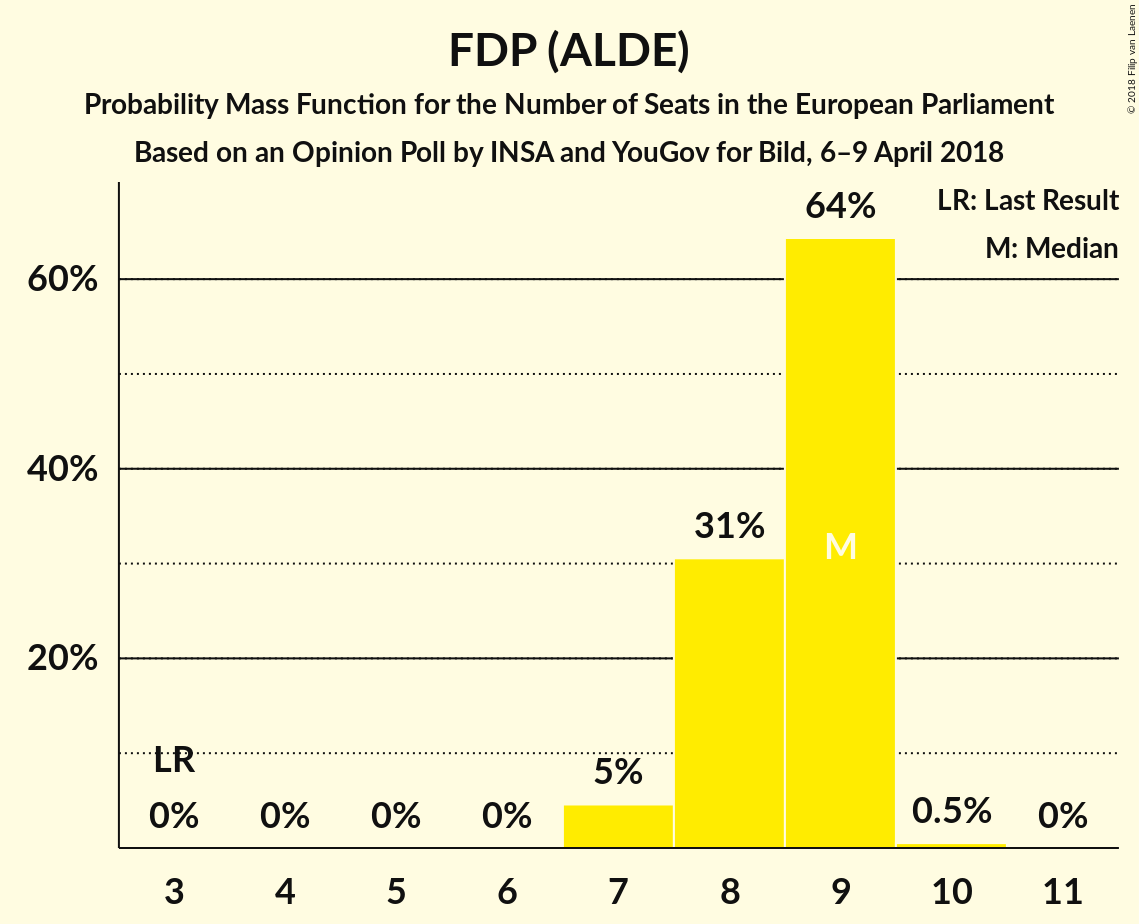 FDP (ALDE)
Probability Mass Function for the Number of Seats in the European Parliament
Based on an Opinion Poll by INSA and YouGov for Bild, 6–9 April 2018
© 2018 Filip van Laenen
LR: Last Result
M: Median
60%
40%
20%
64%
31%
M
LR
5%
0%
0%
0%
0%
0.5%
0%
3 4 5 6 7 8 9 10 11